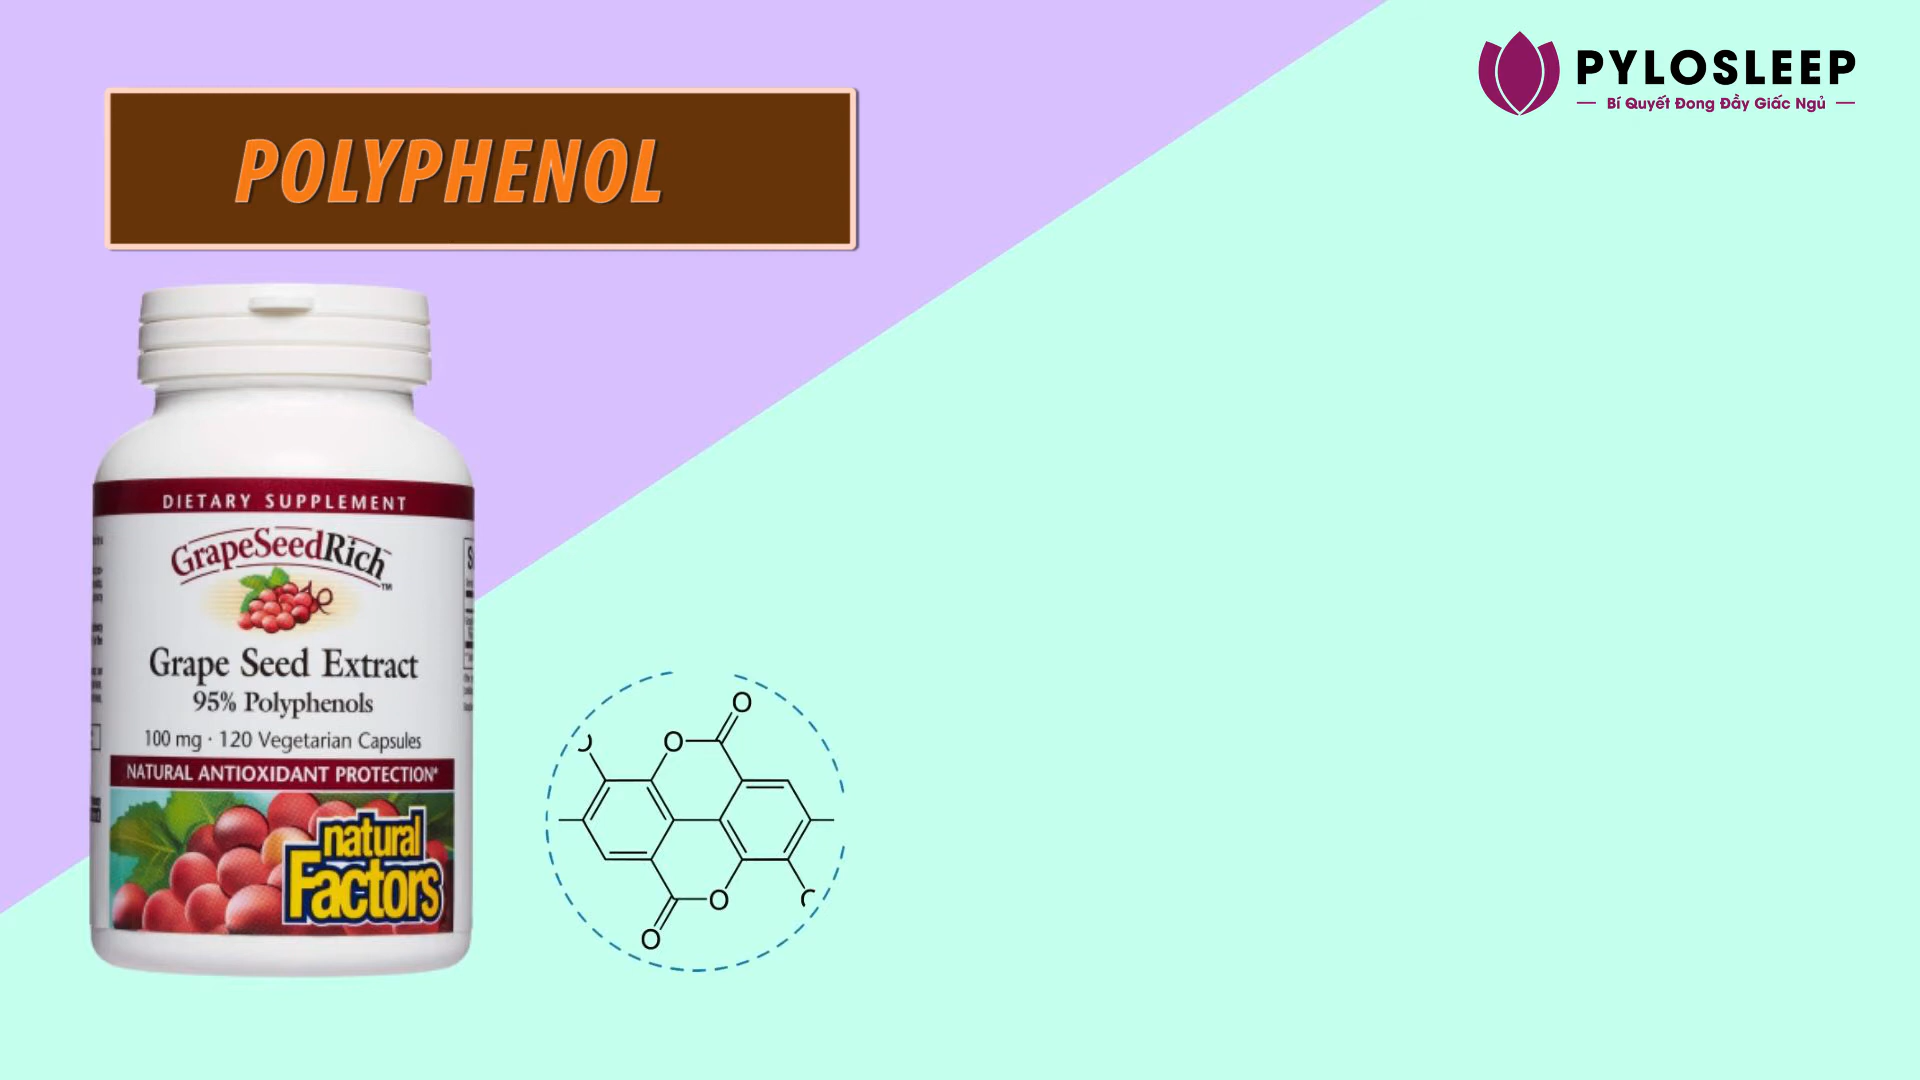 PYLOSLEEP
Bí Quyết Đong Đầy Giấc Ngủ
POLYPHENOL
DIETARY SUPPLEMENT
GrapeSeedRich™
Grape Seed Extract
95% Polyphenols
100 mg · 120 Vegetarian Capsules
NATURAL ANTIOXIDANT PROTECTION*
natural
Factors
O
O
O
O